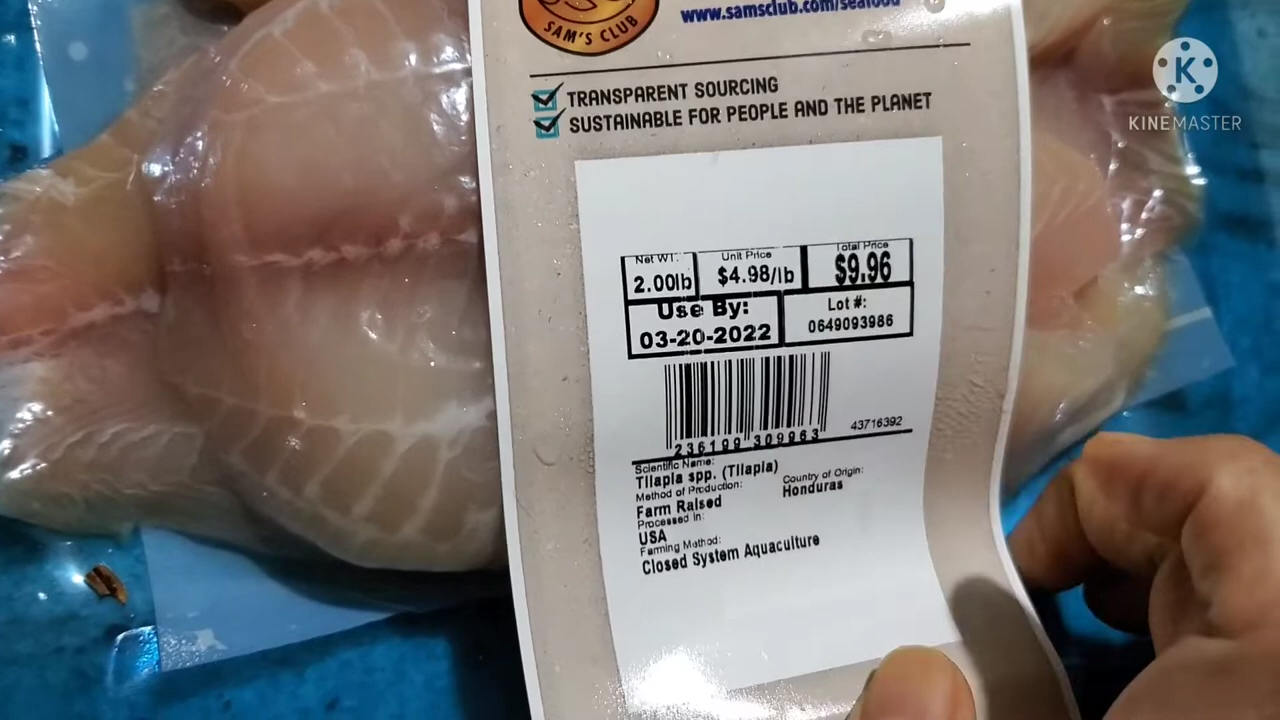 SAM'S CLUB
www.samsclub.com/seafood
TRANSPARENT SOURCING
SUSTAINABLE FOR PEOPLE AND THE PLANET
K
KINEMASTER
Net WT. Unit Price Total Price
2.00lb $4.98/lb $9.96
Use By: Lot #:
03-20-2022 0649093986
236199 309963 43716392
Scientific Name:
Tilapia spp. (Tilapia)
Method of Production: Country of Origin:
Farm Raised Honduras
Processed in:
USA
Farming Method:
Closed System Aquaculture